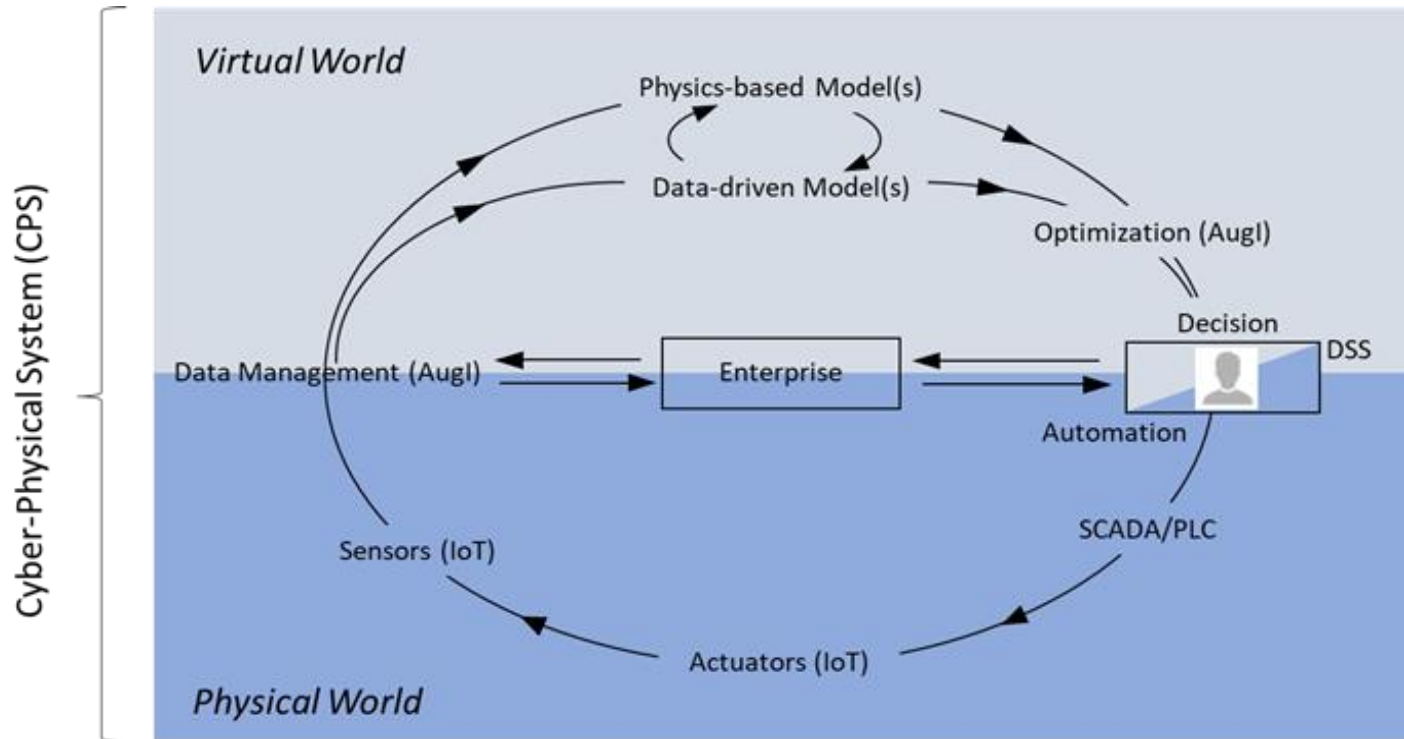 Cyber-Physical System (CPS)
Virtual World
Physics-based Model(s)
Data-driven Model(s)
Optimization (AugI)
Decision
DSS
Data Management (AugI)
Enterprise
Automation
SCADA/PLC
Sensors (IoT)
Actuators (IoT)
Physical World